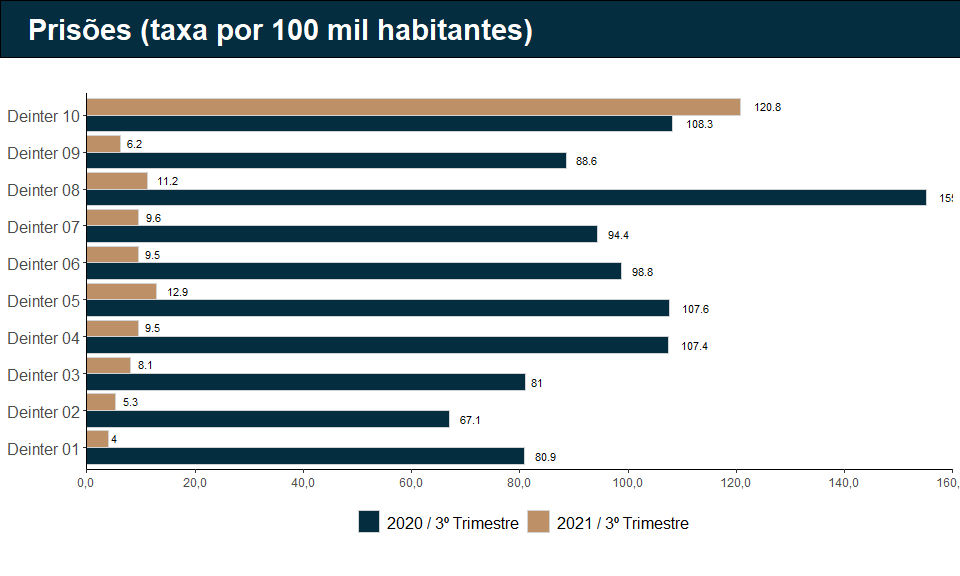 Prisões (taxa por 100 mil habitantes)
Deinter 10
120.8
108.3
Deinter 09
6.2
88.6
Deinter 08
11.2
Deinter 07
9.6
94.4
Deinter 06
9.5
98.8
Deinter 05
12.9
107.6
Deinter 04
9.5
107.4
Deinter 03
8.1
81
Deinter 02
5.3
67.1
Deinter 01
4
80.9
0,0 20,0 40,0 60,0 80,0 100,0 120,0 140,0 160,
2020 / 3º Trimestre 2021 / 3º Trimestre